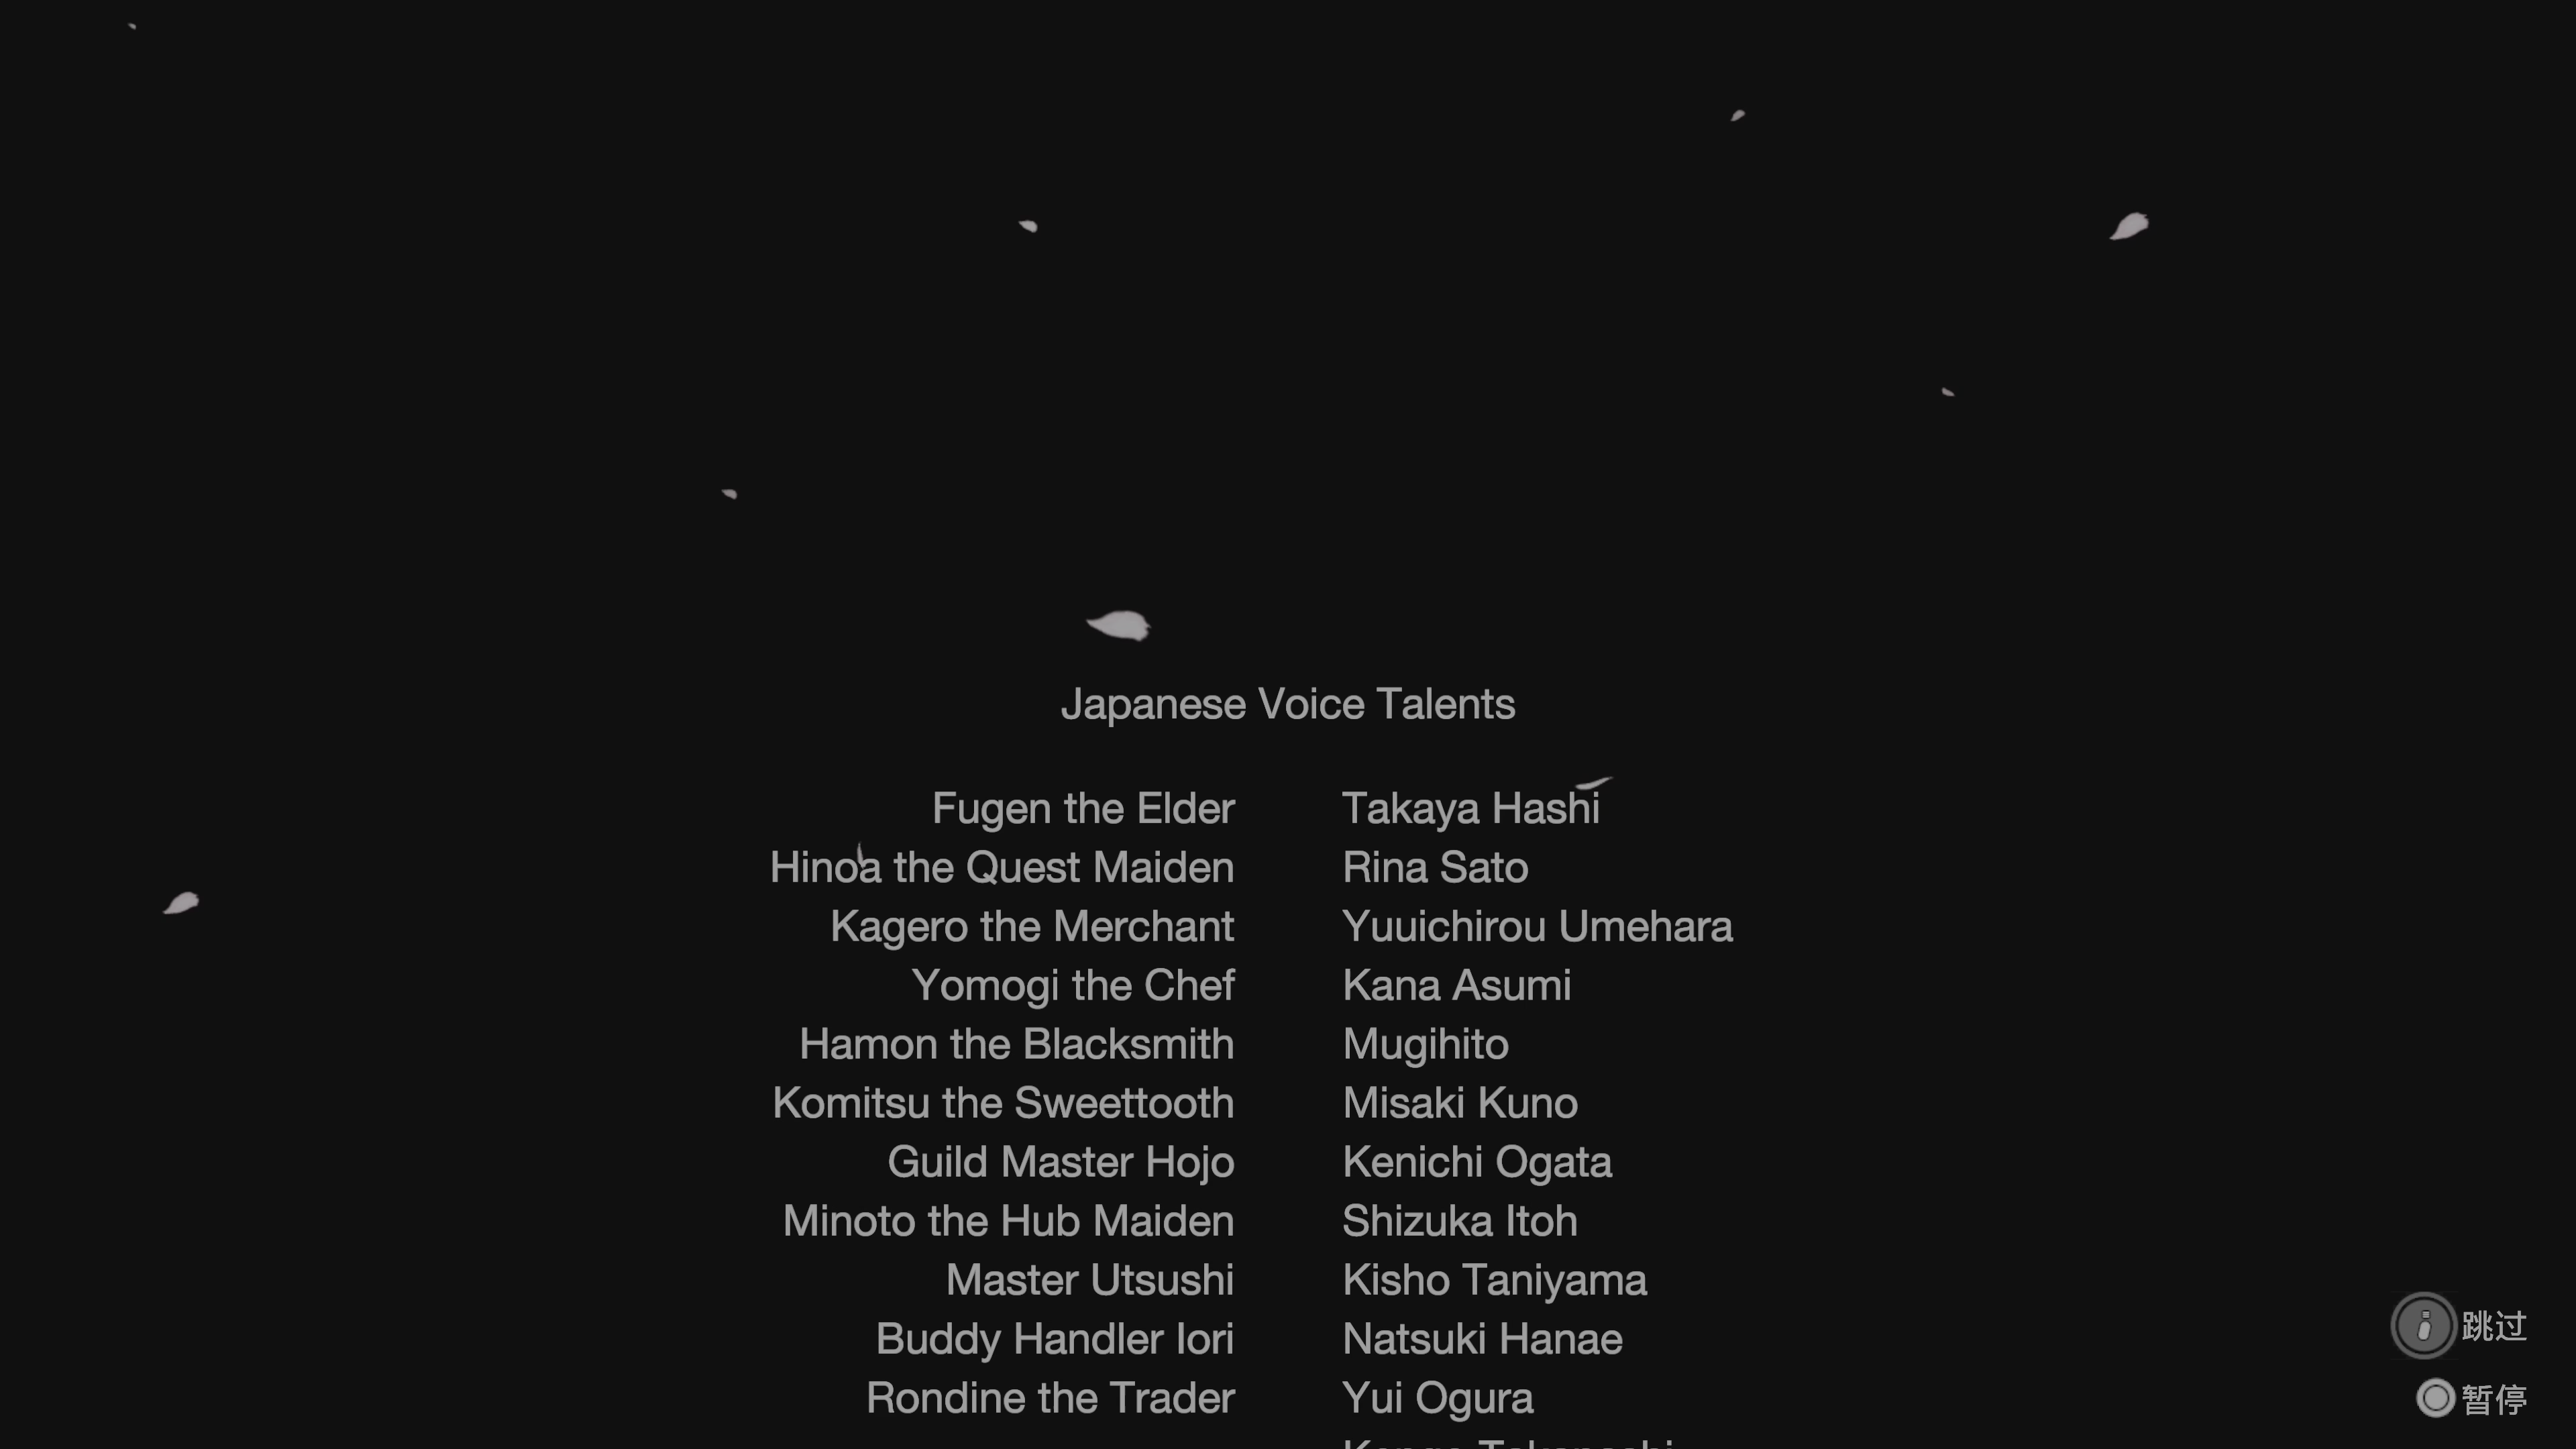 Japanese Voice Talents
Fugen the Elder Takaya Hashi
Hinoa the Quest Maiden Rina Sato
Kagero the Merchant Yuuichirou Umehara
Yomogi the Chef Kana Asumi
Hamon the Blacksmith Mugihito
Komitsu the Sweettooth Misaki Kuno
Guild Master Hojo Kenichi Ogata
Minoto the Hub Maiden Shizuka Itoh
Master Utsushi Kisho Taniyama
Buddy Handler Iori Natsuki Hanae
Rondine the Trader Yui Ogura
跳过
暂停